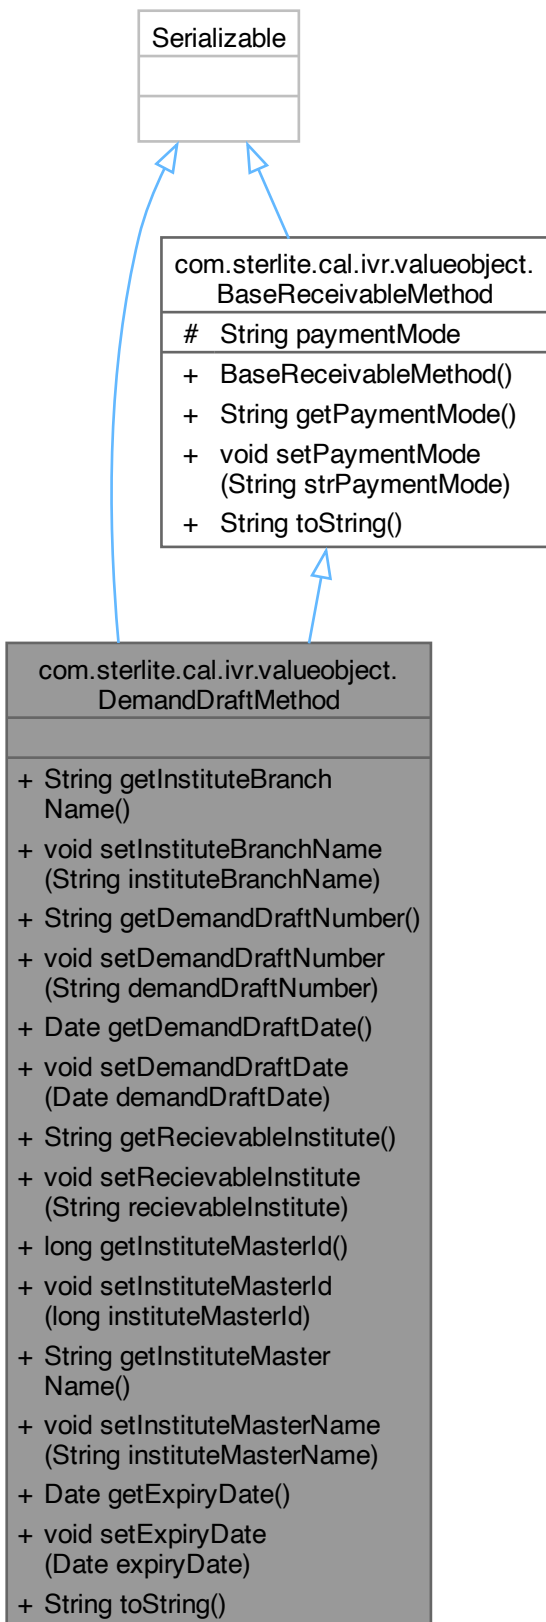 Serializable
com.sterlite.cal.ivr.valueobject.
BaseReceivableMethod
# String paymentMode
+ BaseReceivableMethod()
+ String getPaymentMode()
+ void setPaymentMode
(String strPaymentMode)
+ String toString()
com.sterlite.cal.ivr.valueobject.
DemandDraftMethod
+ String getInstituteBranch
Name()
+ void setInstituteBranchName
(String instituteBranchName)
+ String getDemandDraftNumber()
+ void setDemandDraftNumber
(String demandDraftNumber)
+ Date getDemandDraftDate()
+ void setDemandDraftDate
(Date demandDraftDate)
+ String getRecievableInstitute()
+ void setRecievableInstitute
(String recievableInstitute)
+ long getInstituteMasterId()
+ void setInstituteMasterId
(long instituteMasterId)
+ String getInstituteMaster
Name()
+ void setInstituteMasterName
(String instituteMasterName)
+ Date getExpiryDate()
+ void setExpiryDate
(Date expiryDate)
+ String toString()